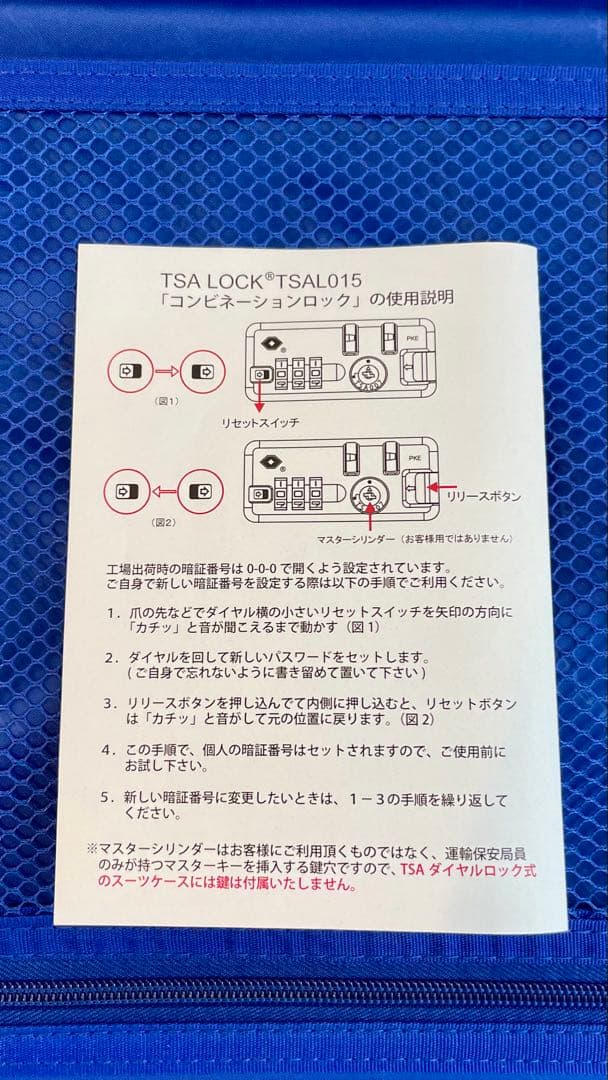 TSA LOCK®TSAL015
「コンビネーションロック」の使用説明
PKE
®
(図1)
リセットスイッチ
PKE
®
リリースボタン
(図2)
マスターシリンダー（お客様用ではありません）
工場出荷時の暗証番号は 0-0-0 で開くよう設定されています。
ご自身で新しい暗証番号を設定する際は以下の手順でご利用ください。
1．爪の先などでダイヤル横の小さいリセットスイッチを矢印の方向に
「カチッ」と音が聞こえるまで動かす（図1）
2．ダイヤルを回して新しいパスワードをセットします。
(ご自身で忘れないように書き留めて置いて下さい)
3．リリースボタンを押し込んでて内側に押し込むと、リセットボタン
は「カチッ」と音がして元の位置に戻ります。（図2）
4．この手順で、個人の暗証番号はセットされますので、ご使用前に
お試し下さい。
5．新しい暗証番号に変更したいときは、1－3の手順を繰り返して
ください。
※マスターシリンダーはお客様にご利用頂くものではなく、運輸保安局員
のみが持つマスターキーを挿入する鍵穴ですので、TSA ダイヤルロック式
のスーツケースには鍵は付属いたしません。